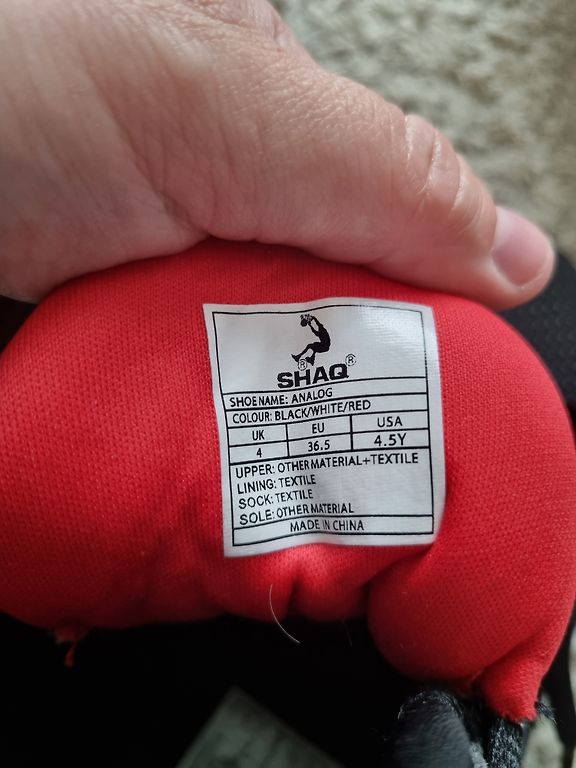 SHAQ
SHOE NAME: ANALOG
COLOUR: BLACK/WHITE/RED
UK EU USA
4 36.5 4.5Y
UPPER: OTHER MATERIAL+TEXTILE
LINING: TEXTILE
SOCK: TEXTILE
SOLE: OTHER MATERIAL
MADE IN CHINA